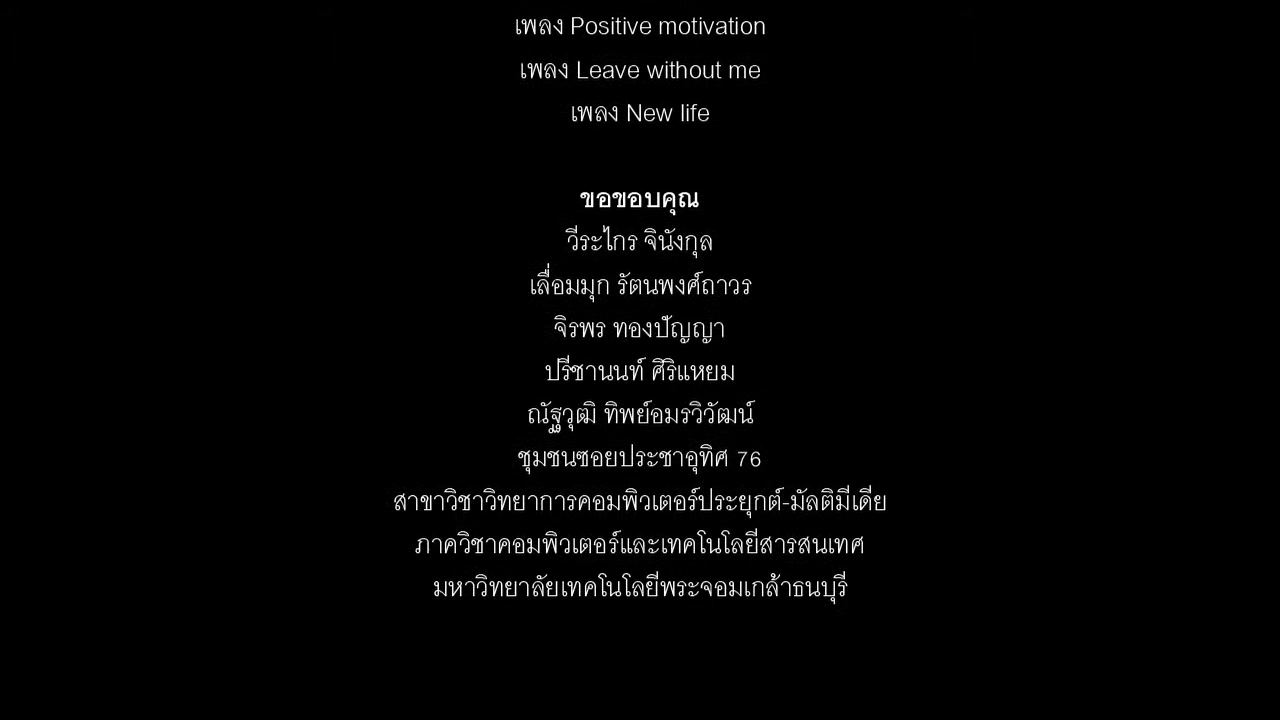 เพลง Positive motivation
เพลง Leave without me
เพลง New life
ขอขอบคุณ
วีระไกร จินังกุล
เลื่อมมุก รัตนพงศ์ถาวร
จิรพร ทองปัญญา
ปรีชานนท์ ศิริแหยม
ณัฐวุฒิ ทิพย์อมรวิวัฒน์
ชุมชนซอยประชาอุทิศ 76
สาขาวิชาวิทยาการคอมพิวเตอร์ประยุกต์-มัลติมีเดีย
ภาควิชาคอมพิวเตอร์และเทคโนโลยีสารสนเทศ
มหาวิทยาลัยเทคโนโลยีพระจอมเกล้าธนบุรี